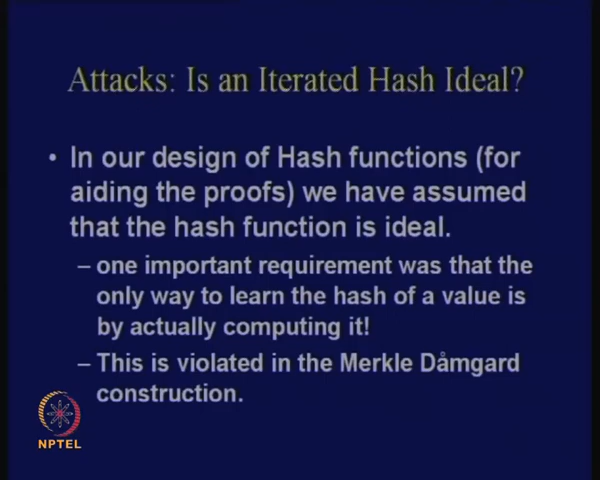 Attacks: Is an Iterated Hash Ideal?
• In our design of Hash functions (for
aiding the proofs) we have assumed
that the hash function is ideal.
– one important requirement was that the
only way to learn the hash of a value is
by actually computing it!
– This is violated in the Merkle Dåmgard
construction.
NPTEL